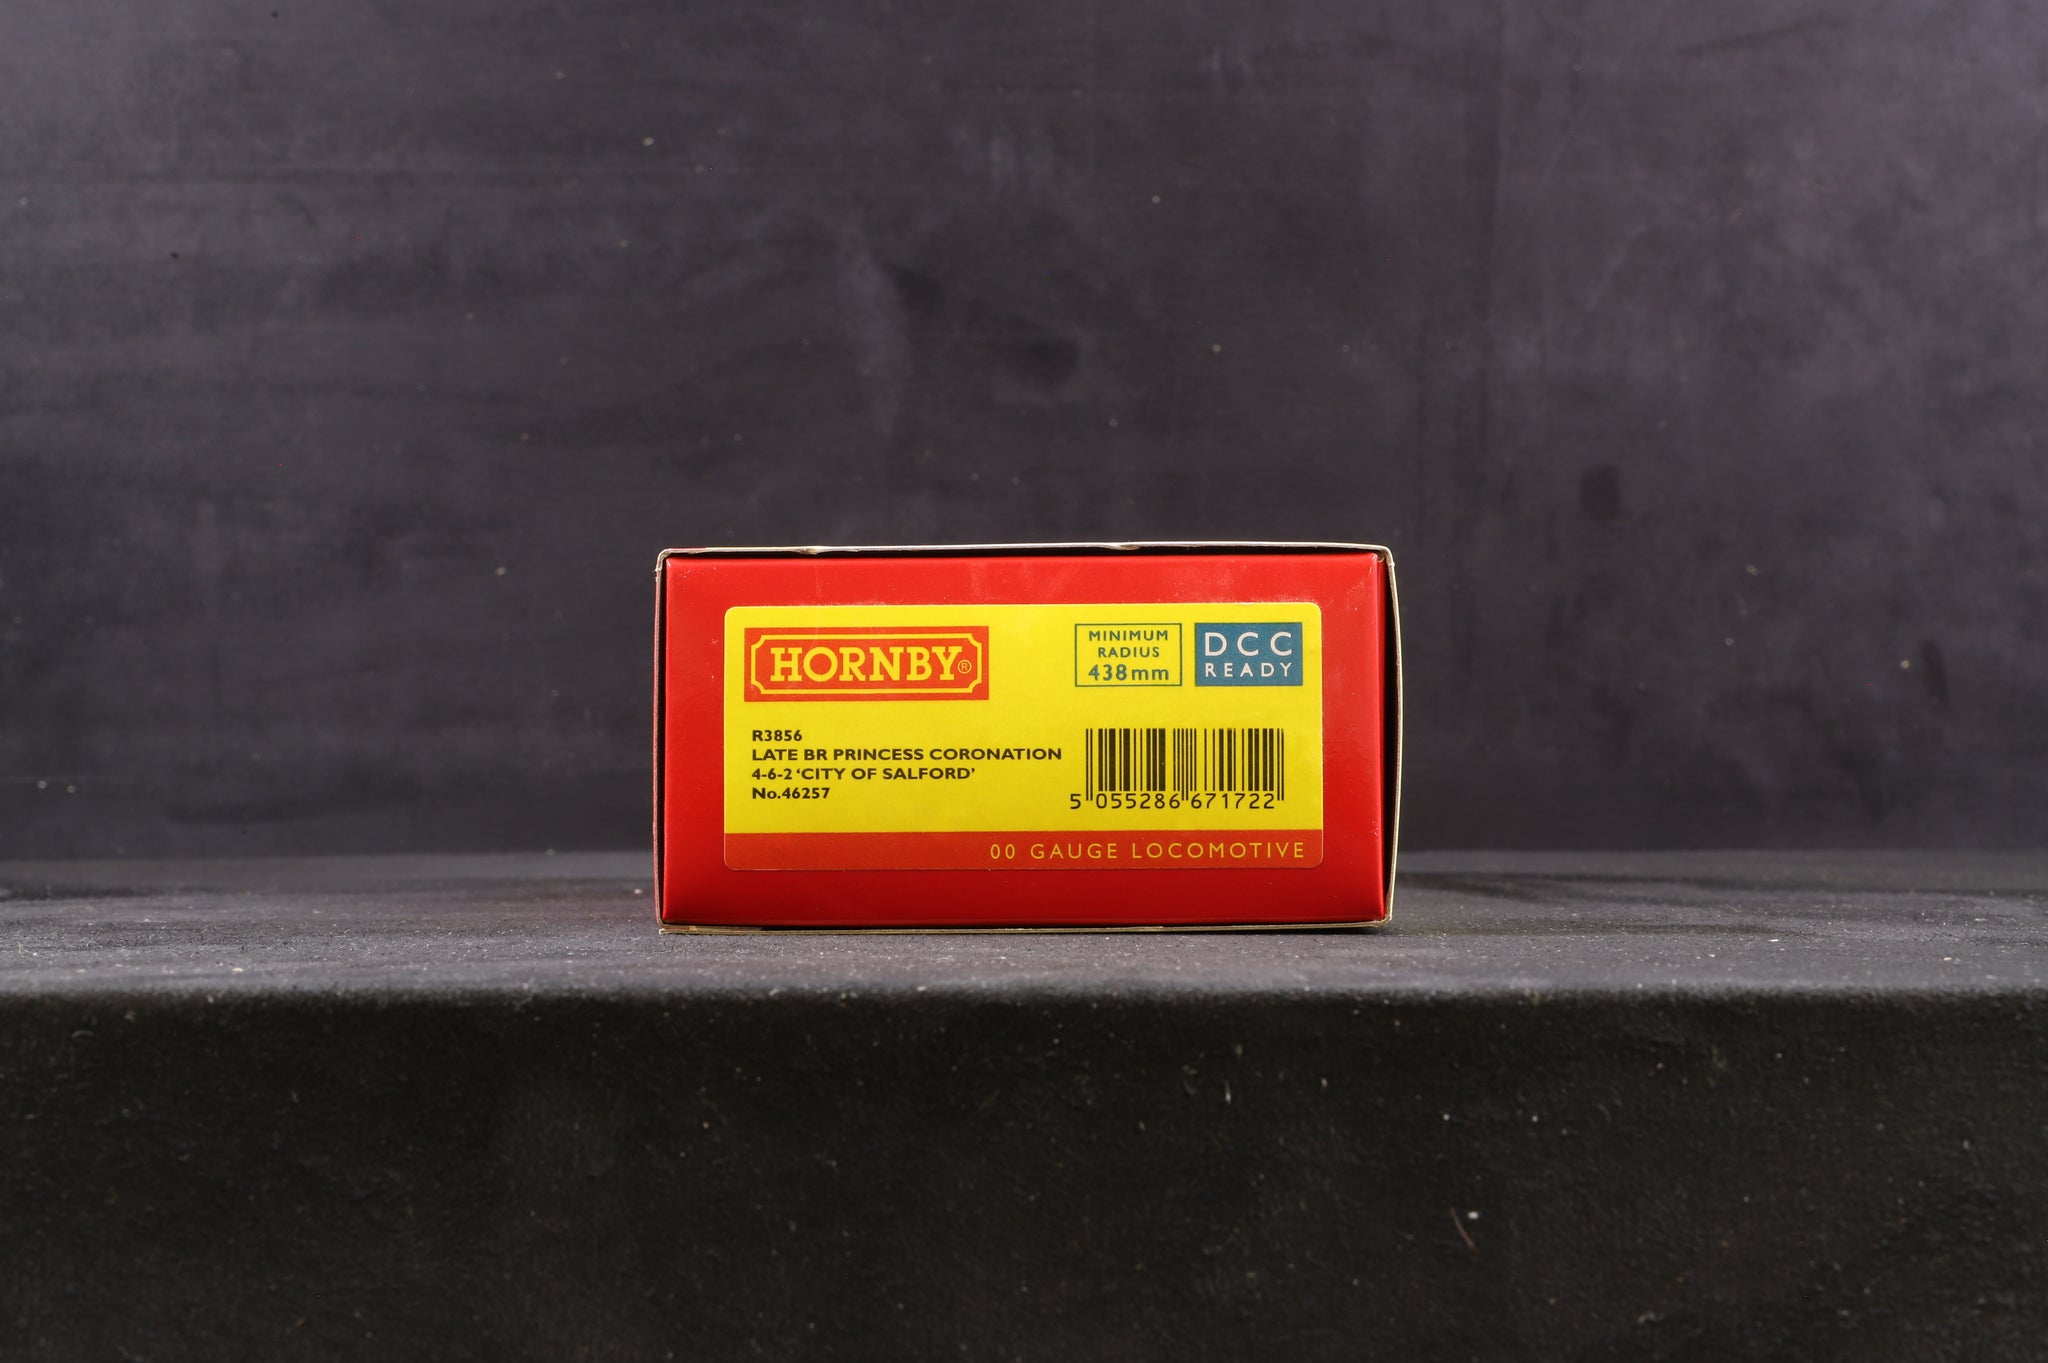 HORNBY®
MINIMUM
RADIUS
438mm
DCC
READY
R3856
LATE BR PRINCESS CORONATION
4-6-2 ‘CITY OF SALFORD’
No.46257
5 055286 671722
00 GAUGE LOCOMOTIVE